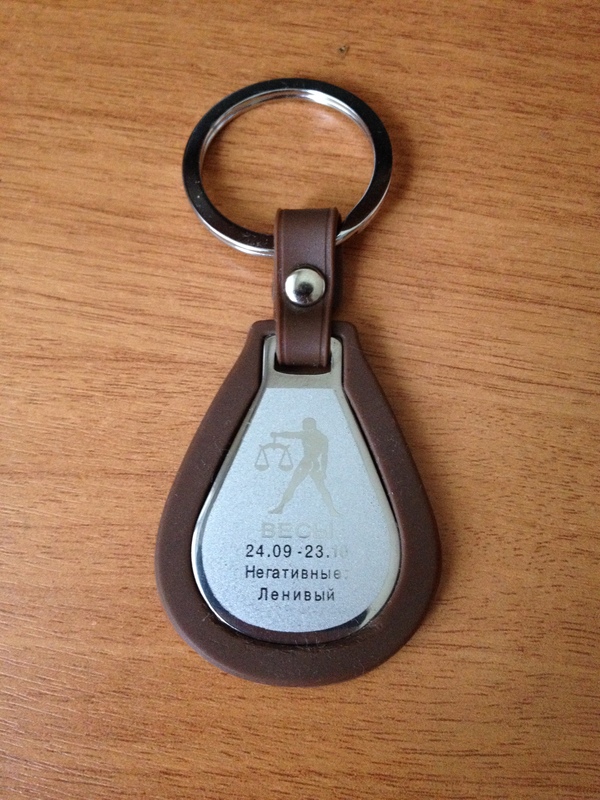 ВЕСЫ
24.09 -23.10
Негативные:
Ленивый